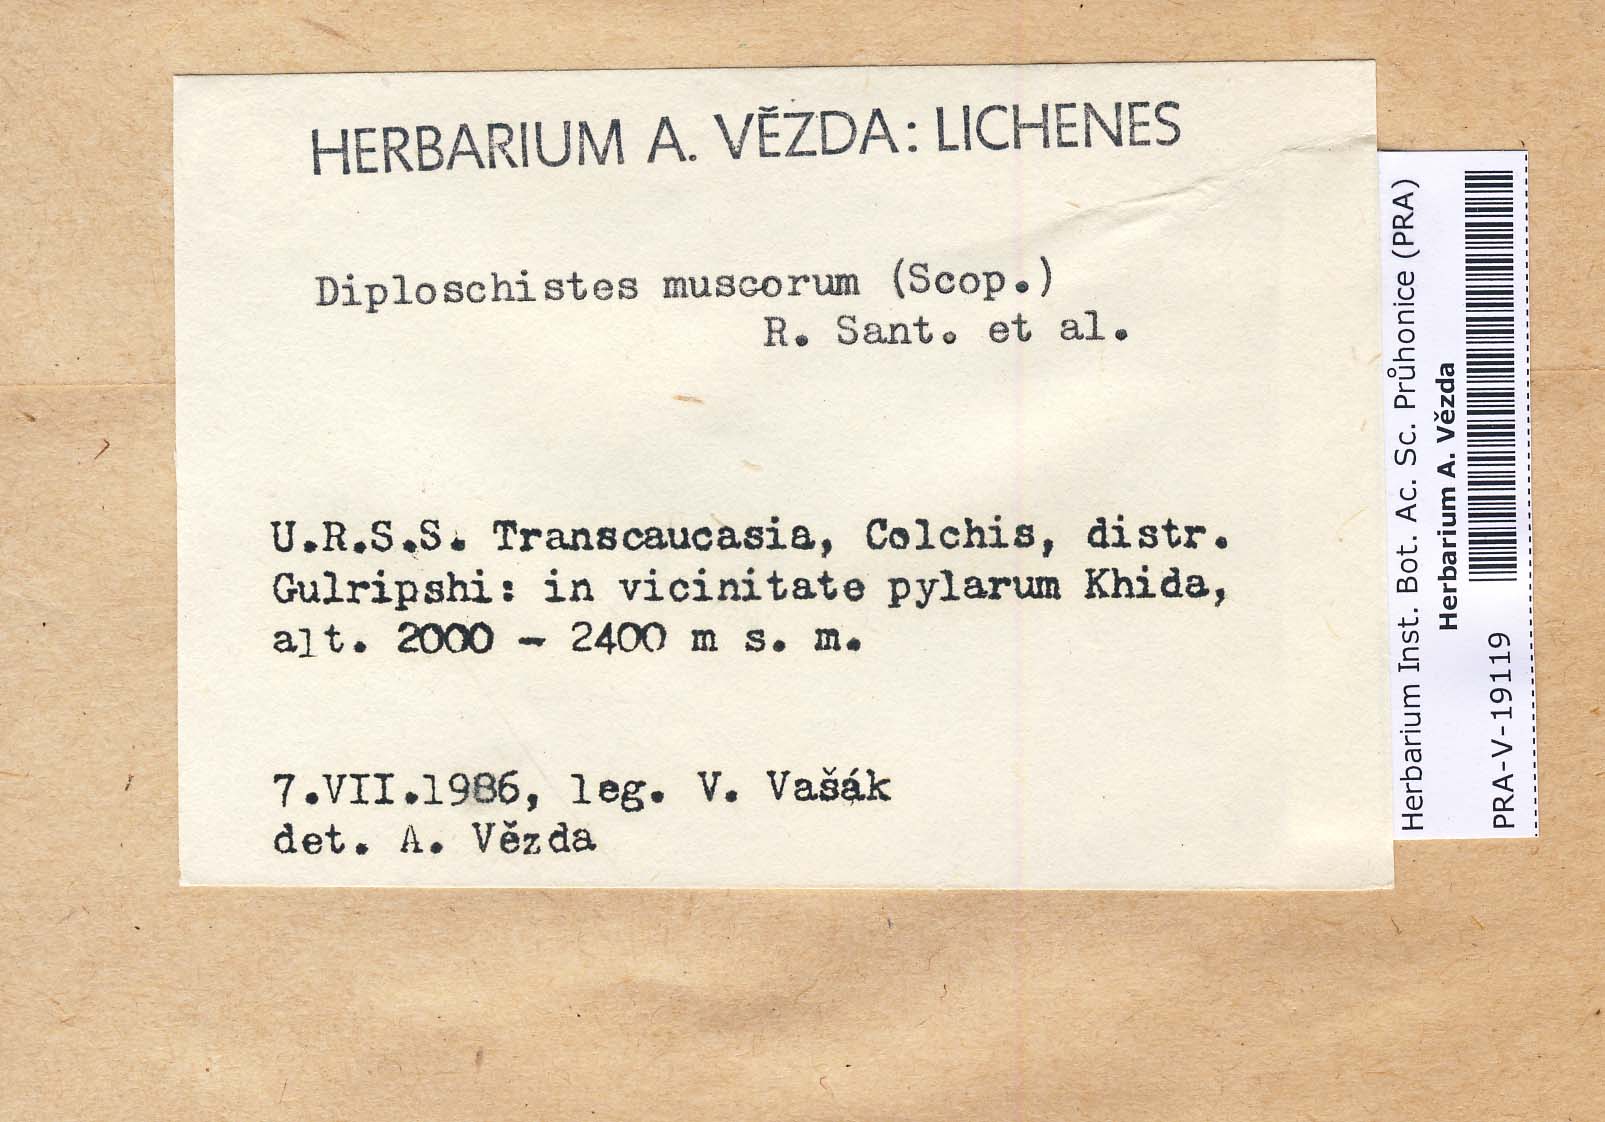 HERBARIUM A. VĚZDA: LICHENES
Diploschistes muscorum (Scop.)
R. Sant. et al.
U.R.S.S. Transcaucasia, Colchis, distr.
Gulripshi: in vicinitate pylarum Khida,
alt. 2000 - 2400 m s. m.
7.VII.1986, leg. V. Vašák
det. A. Vězda
Herbarium Inst. Bot. Ac. Sc. Průhonice (PRA)
Herbarium A. Vězda
PRA-V-19119